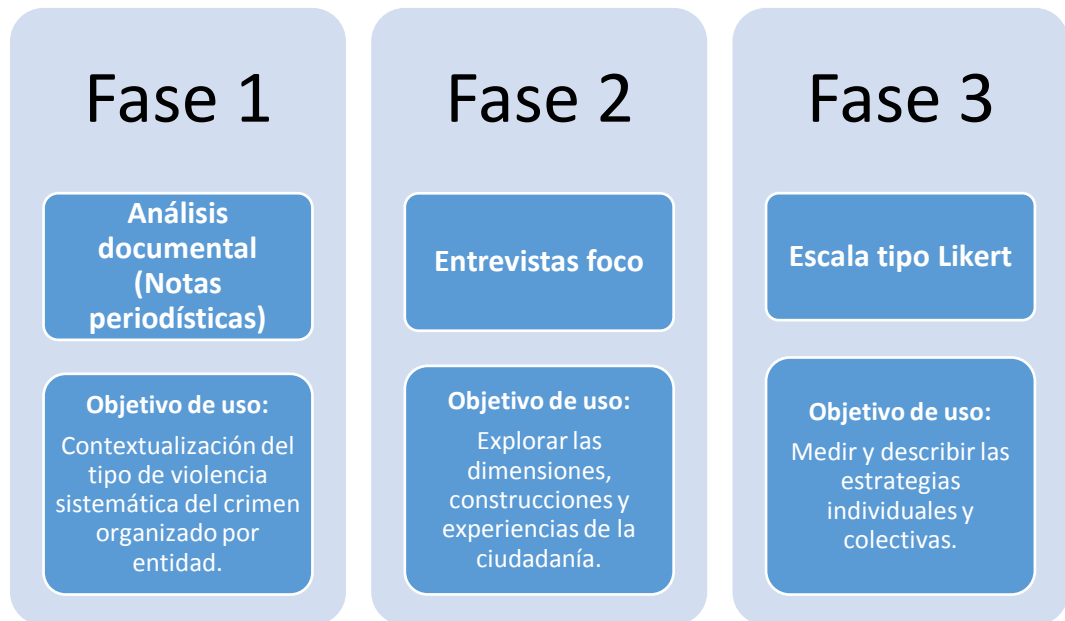 Fase 1
Análisis
documental
(Notas
periodísticas)
Objetivo de uso:
Contextualización del
tipo de violencia
sistemática del crimen
organizado por
entidad.
Fase 2
Entrevistas foco
Objetivo de uso:
Explorar las
dimensiones,
construcciones y
experiencias de la
ciudadanía.
Fase 3
Escala tipo Likert
Objetivo de uso:
Medir y describir las
estrategias
individuales y
colectivas.